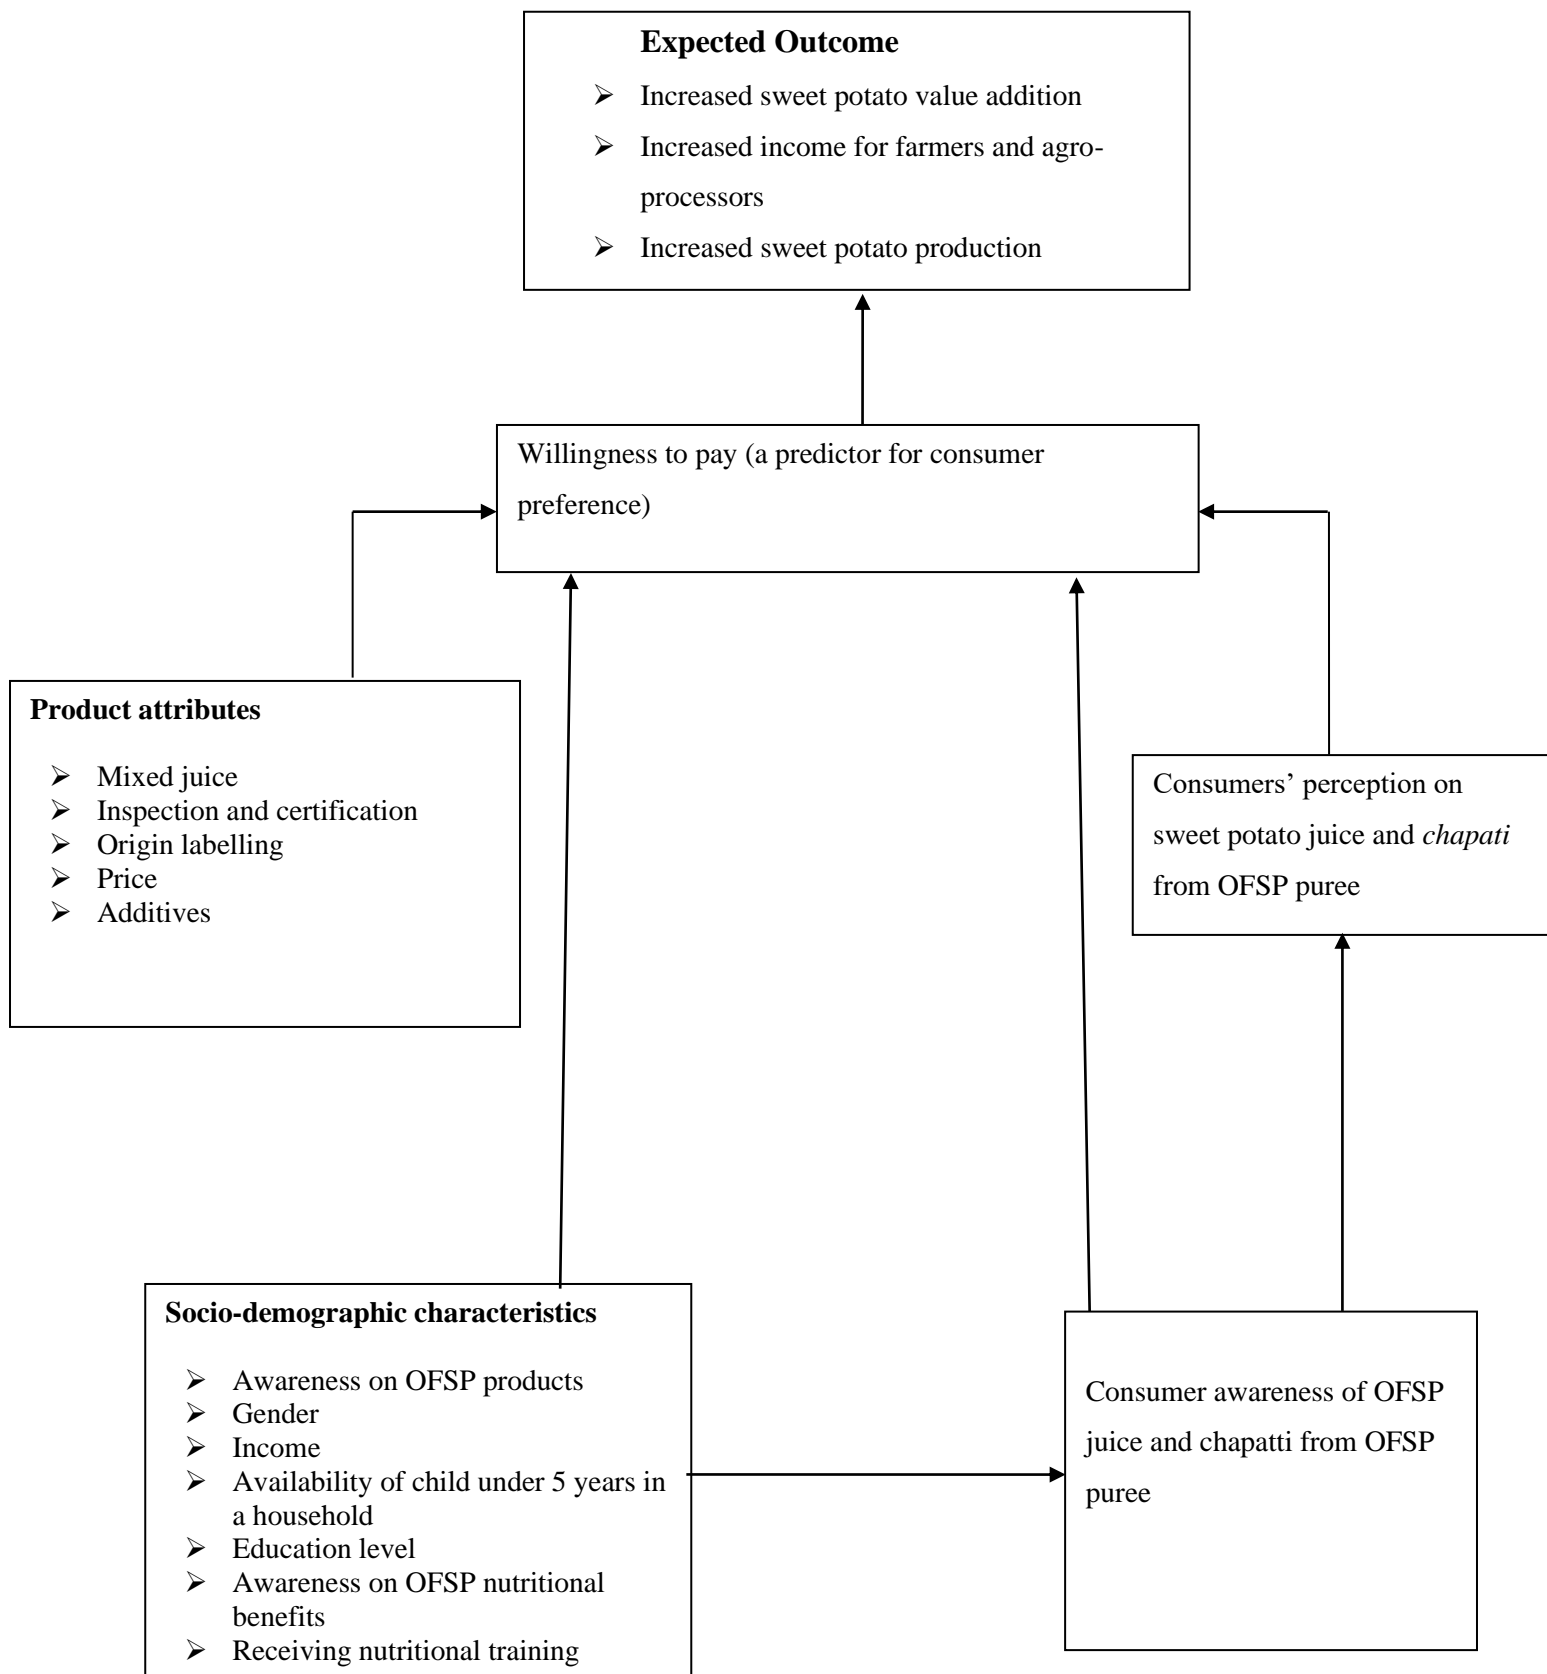 Expected Outcome
➢ Increased sweet potato value addition
➢ Increased income for farmers and agro-
processors
➢ Increased sweet potato production
Willingness to pay (a predictor for consumer
preference)
Product attributes
➢ Mixed juice
➢ Inspection and certification
➢ Origin labelling
➢ Price
➢ Additives
Consumers’ perception on
sweet potato juice and chapati
from OFSP puree
Socio-demographic characteristics
➢ Awareness on OFSP products
➢ Gender
➢ Income
➢ Availability of child under 5 years in
a household
➢ Education level
➢ Awareness on OFSP nutritional
benefits
➢ Receiving nutritional training
Consumer awareness of OFSP
juice and chapatti from OFSP
puree